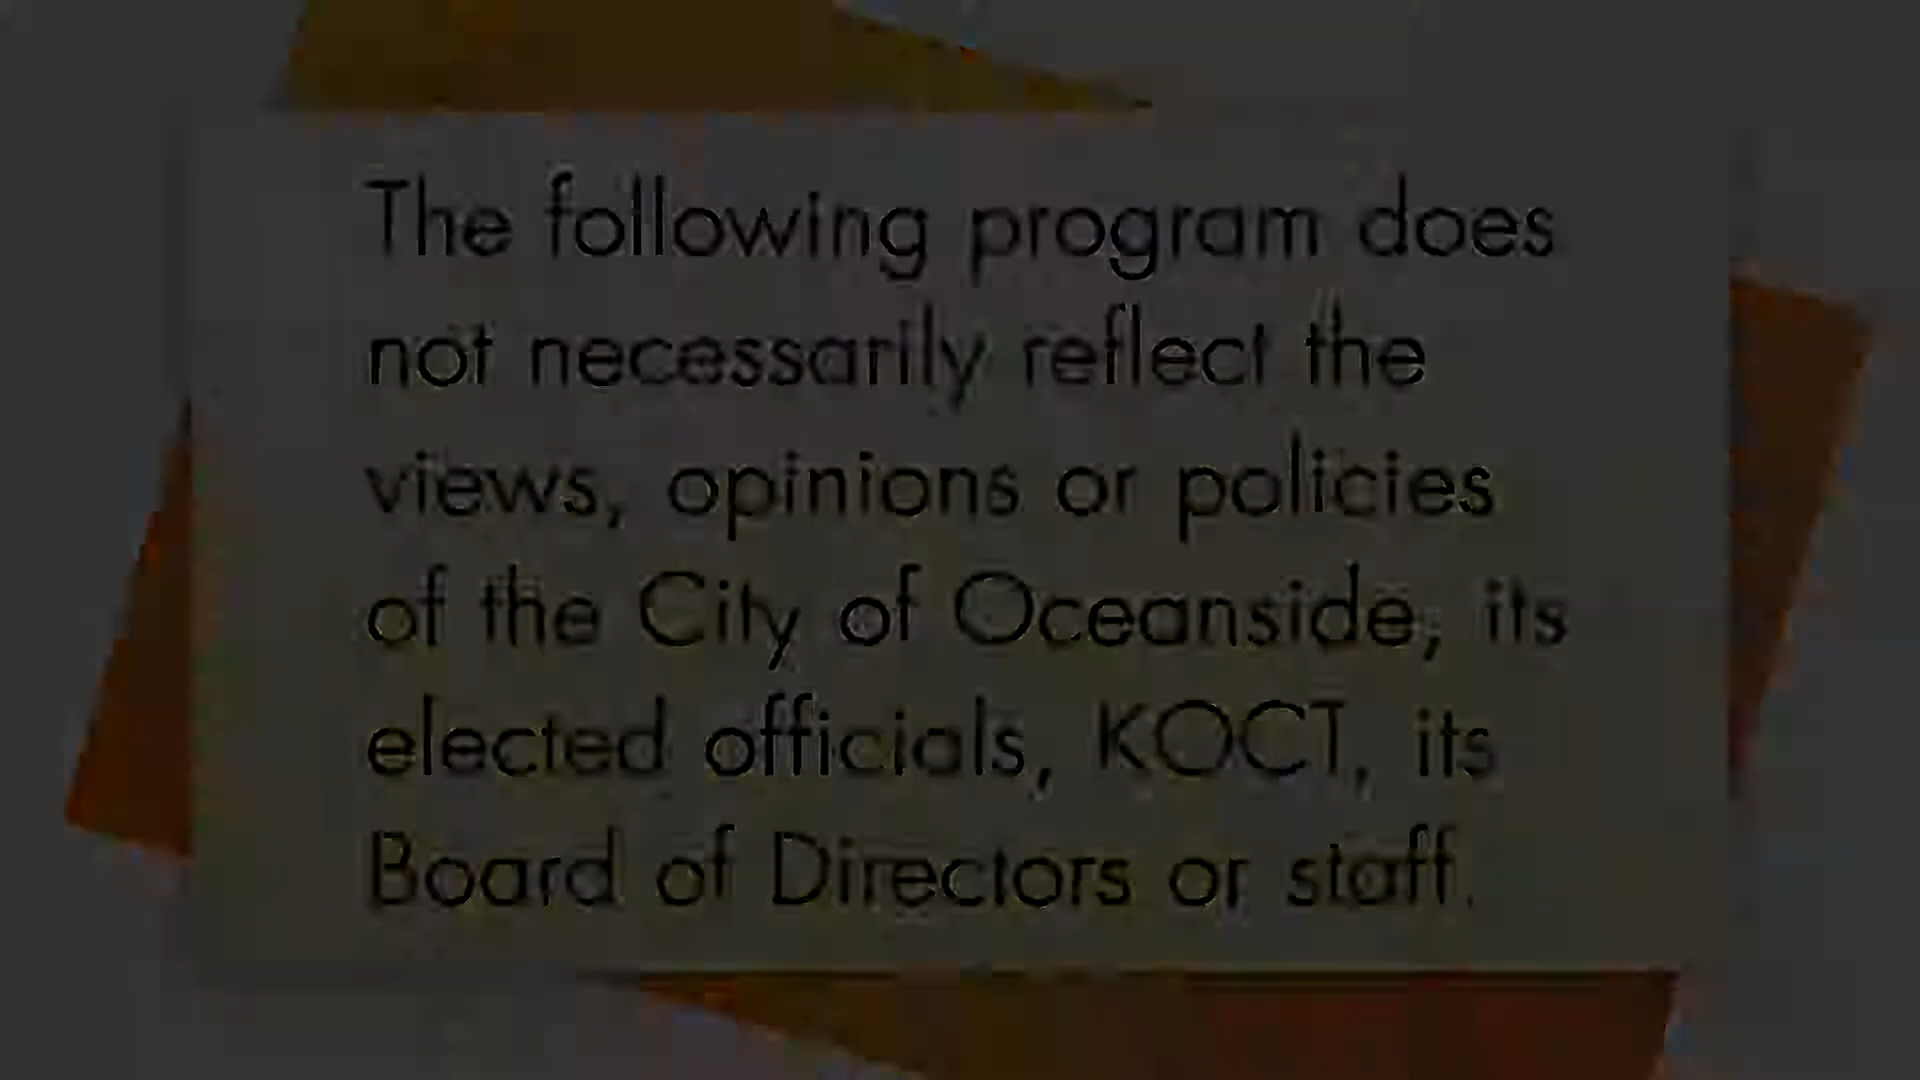 The following program does
not necessarily reflect the
views, opinions or policies
of the City of Oceanside, its
elected officials, KOCT, its
Board of Directors or staff.